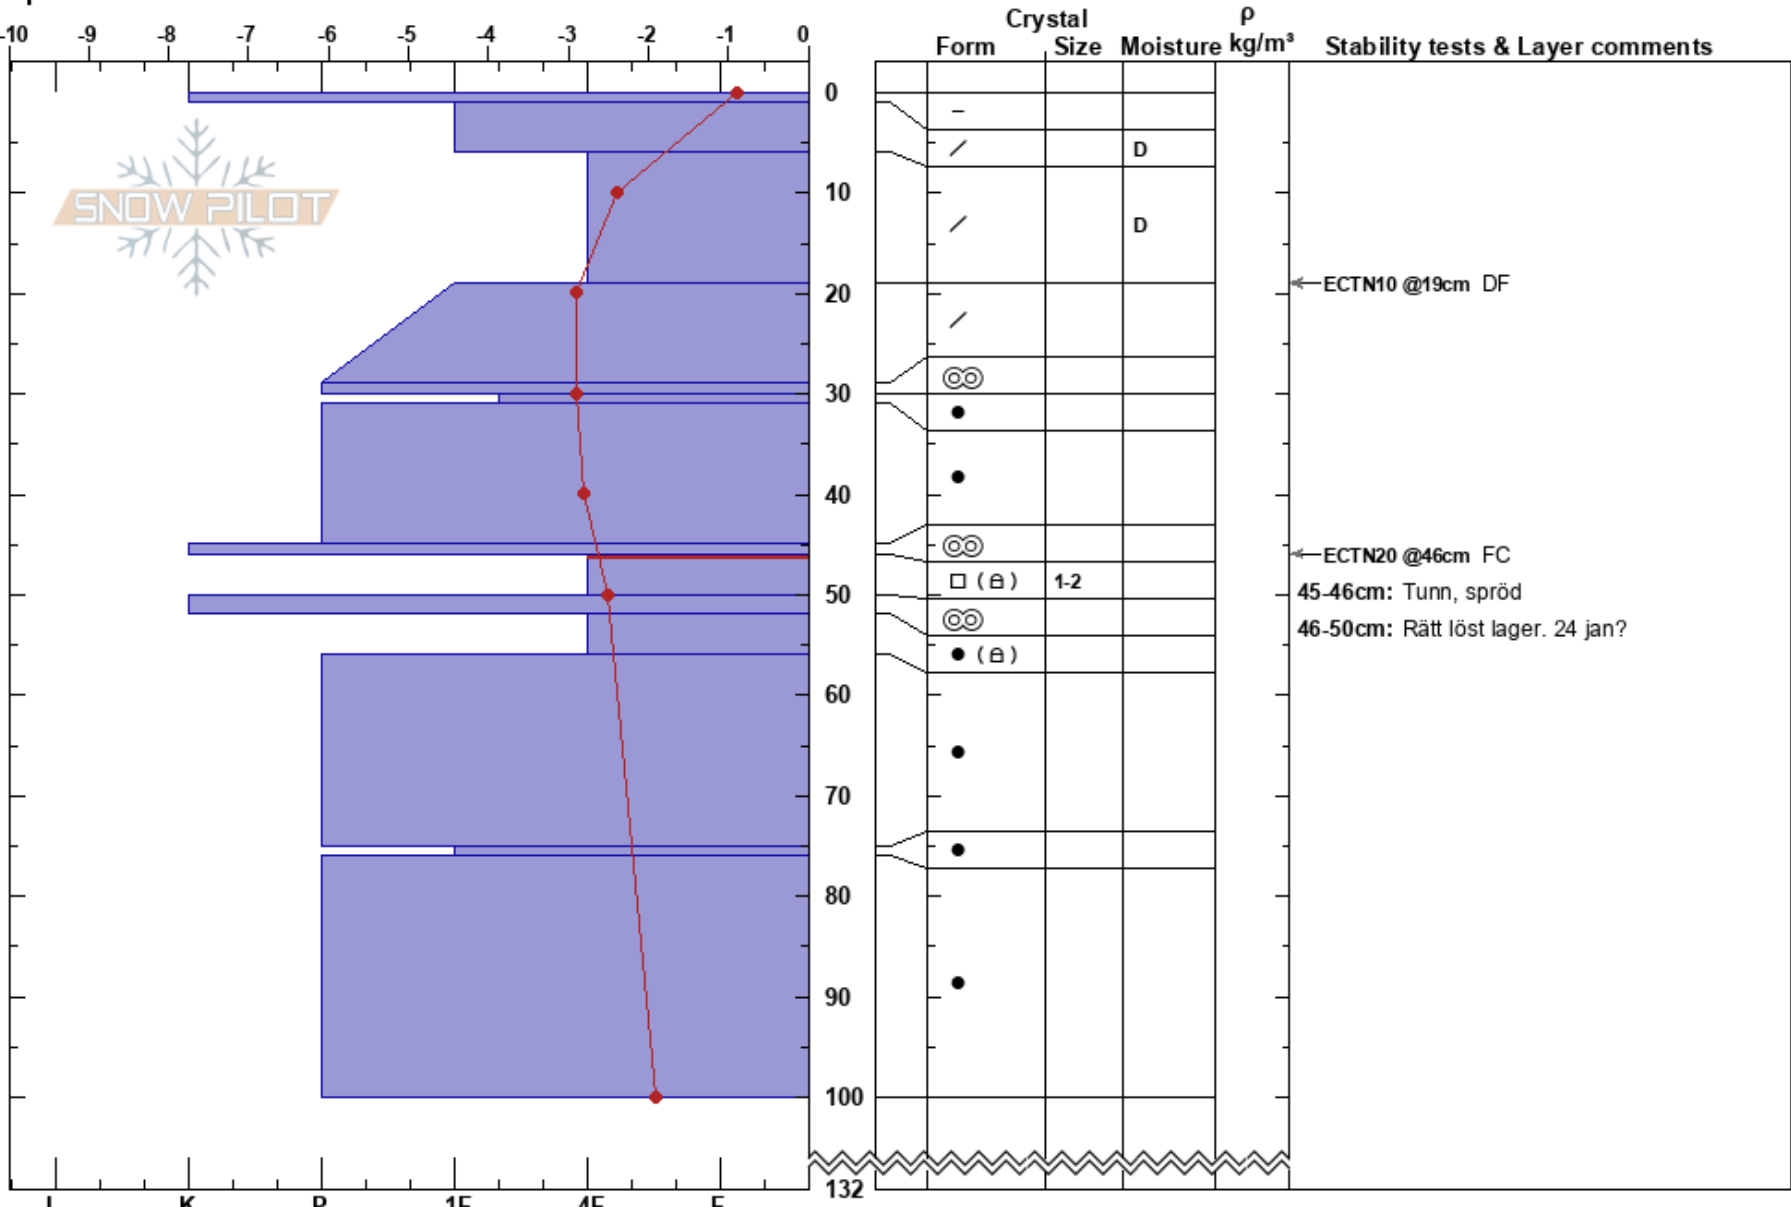 -10 -9 -8 -7 -6 -5 -4 -3 -2 -1 0
Crystal ρ
Form Size Moisture kg/m³ Stability tests & Layer comments
0
D
SNOW PILOT
10
D
ECTN10 @19cm DF
20
30
40
ECTN20 @46cm FC
1-2
50
45-46cm: Tunn, spröd
46-50cm: Rätt löst lager. 24 jan?
60
70
80
90
100
132
I K P 1F 4F F